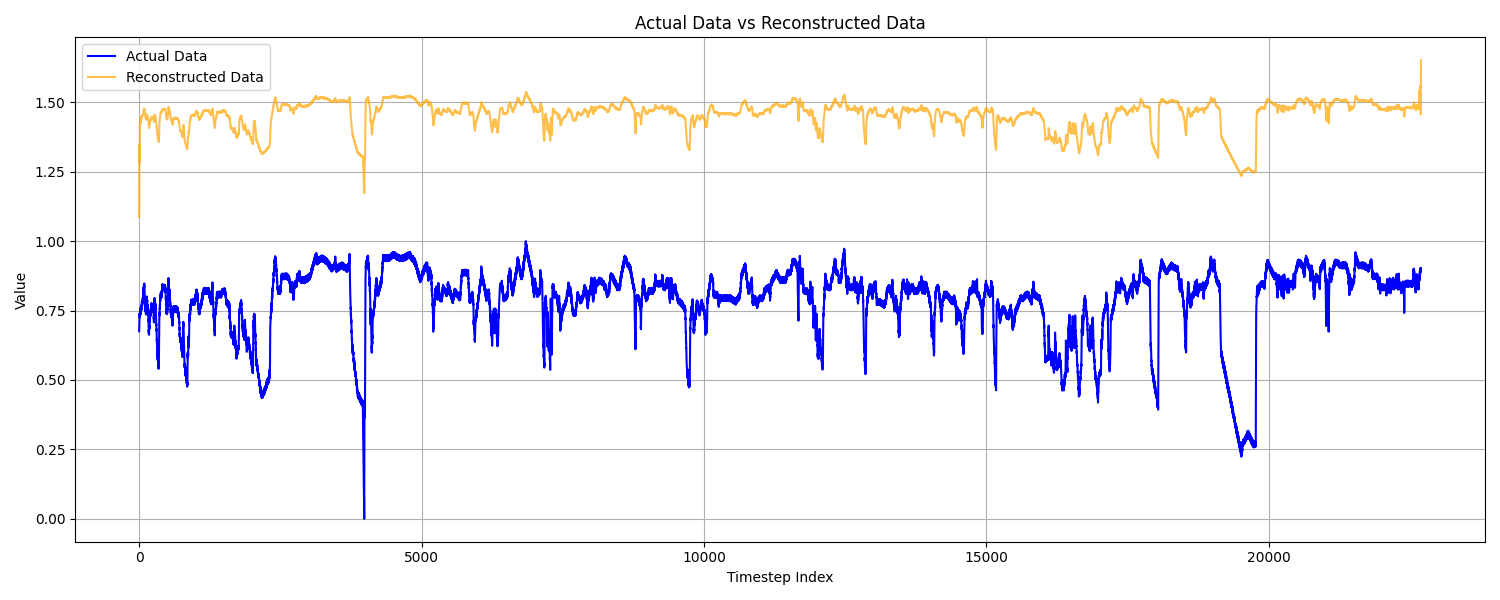 Actual Data vs Reconstructed Data
Actual Data
Reconstructed Data
1.50
1.25
1.00
0.75
0.50
0.25
0.00
Value
0
5000
10000
15000
20000
Timestep Index